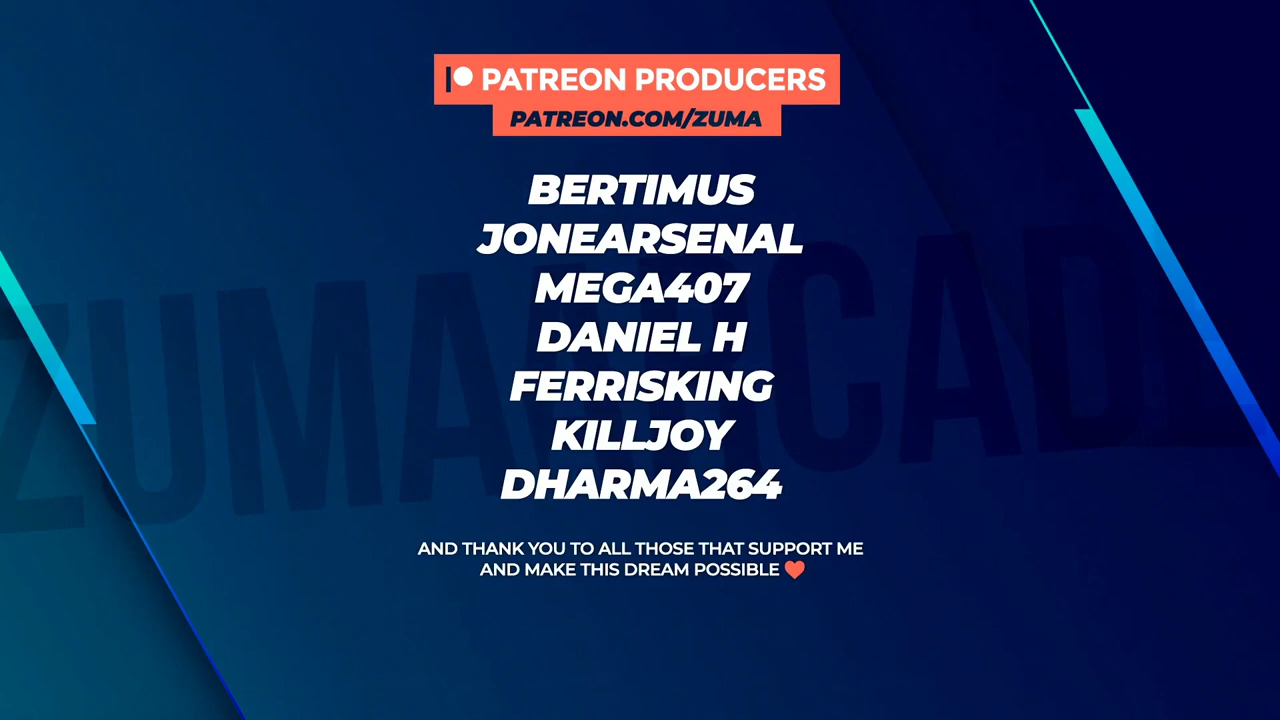 PATREON PRODUCERS
PATREON.COM/ZUMA
BERTIMUS
JONEARSENAL
MEGA407
DANIEL H
FERRISKING
KILLJOY
DHARMA264
AND THANK YOU TO ALL THOSE THAT SUPPORT ME
AND MAKE THIS DREAM POSSIBLE ❤
ZUMAARCADE